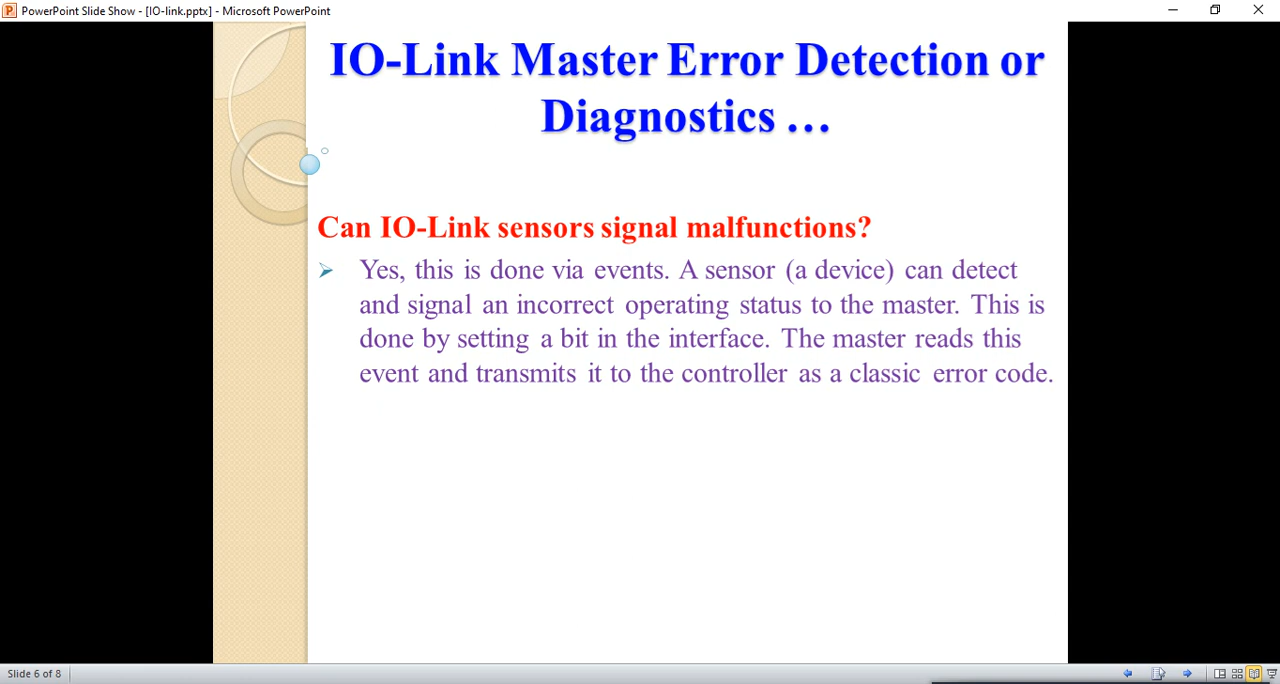 PowerPoint Slide Show - [IO-link.pptx] - Microsoft PowerPoint
IO-Link Master Error Detection or
Diagnostics …
Can IO-Link sensors signal malfunctions?
Yes, this is done via events. A sensor (a device) can detect
and signal an incorrect operating status to the master. This is
done by setting a bit in the interface. The master reads this
event and transmits it to the controller as a classic error code.
Slide 6 of 8